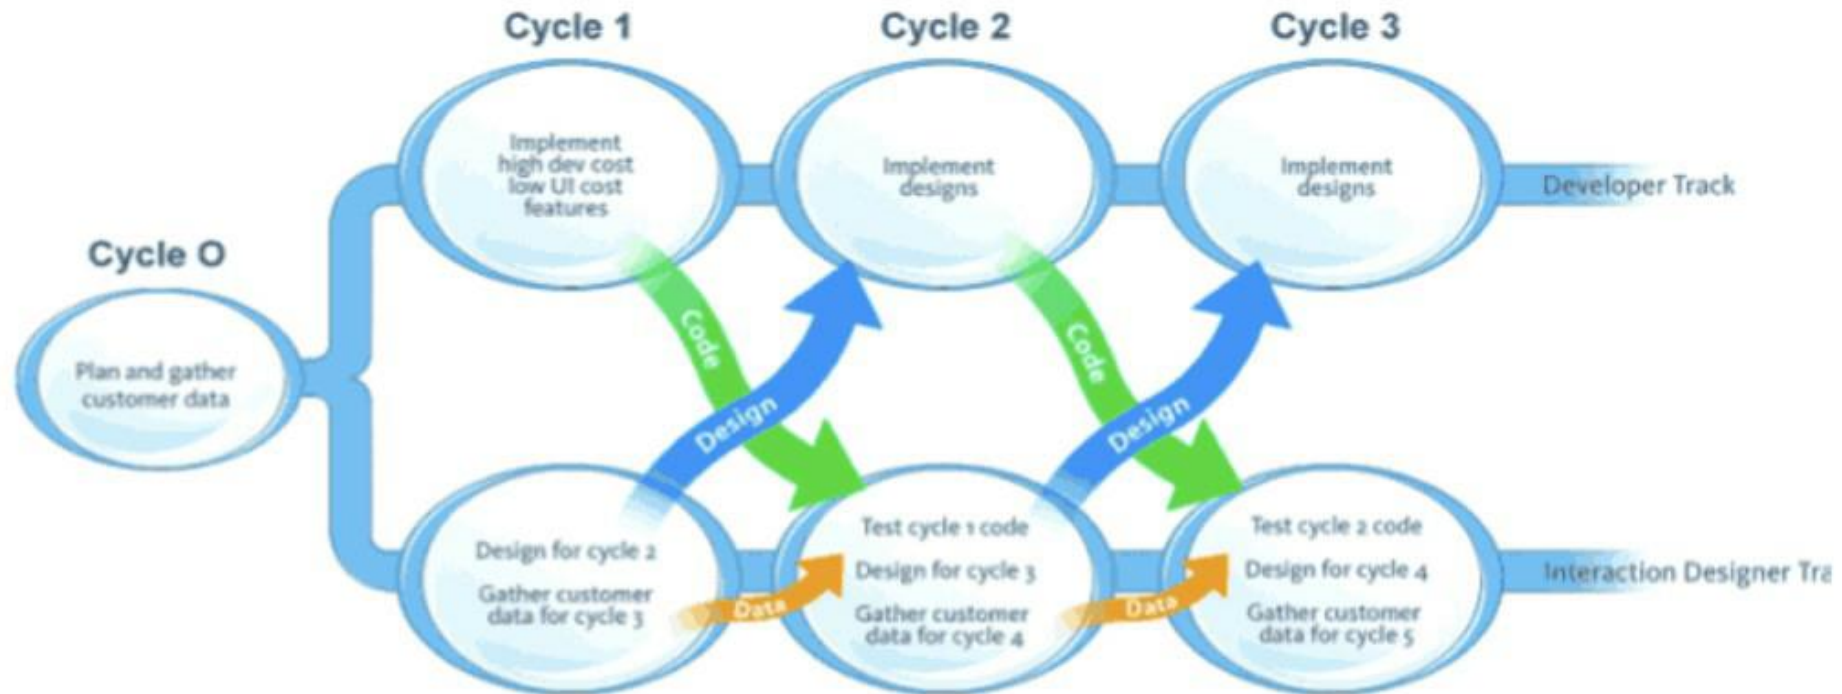 Cycle 1
Cycle 2
Cycle 3
Implement
high dev cost
low UI cost
features
Implement
designs
Implement
designs
Developer Track
Cycle O
Plan and gather
customer data
Code
Design
Code
Design
Design for cycle 2
Gather customer
data for cycle 3
Data
Test cycle 1 code
Design for cycle 3
Gather customer
data for cycle 4
Data
Test cycle 2 code
Design for cycle 4
Gather customer
data for cycle 5
Interaction Designer Tra